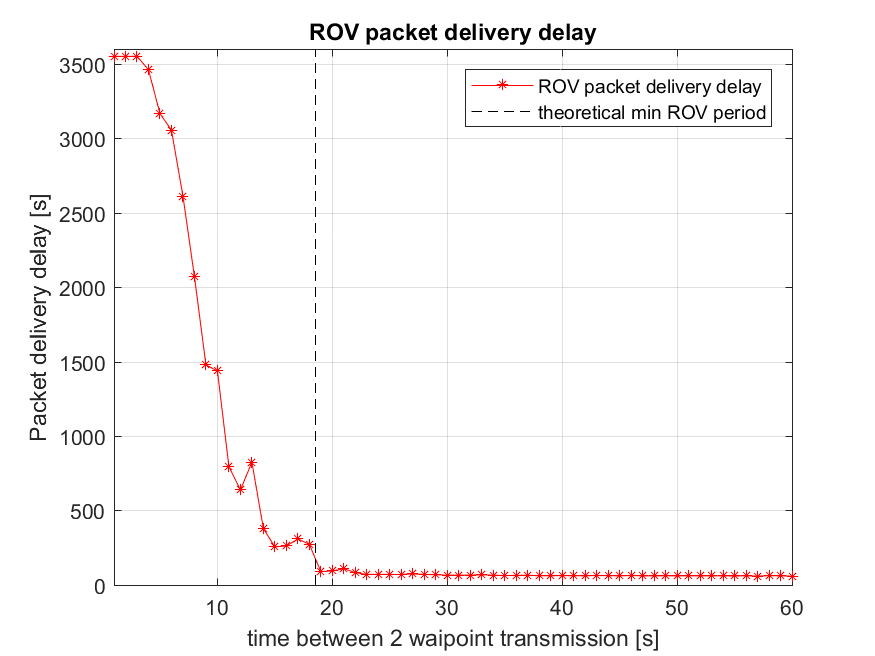 ROV packet delivery delay
3500
3000
2500
2000
1500
1000
500
0
Packet delivery delay [s]
ROV packet delivery delay
theoretical min ROV period
10
20
30
40
50
60
time between 2 waipoint transmission [s]